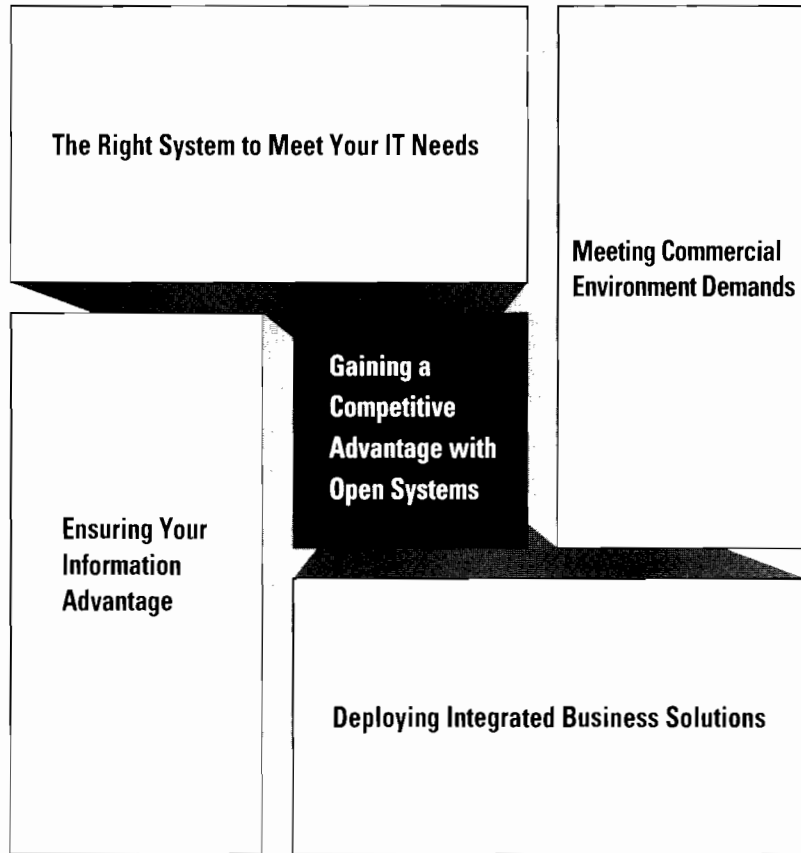 The Right System to Meet Your IT Needs
Meeting Commercial
Environment Demands
Gaining a
Competitive
Advantage with
Open Systems
Ensuring Your
Information
Advantage
Deploying Integrated Business Solutions